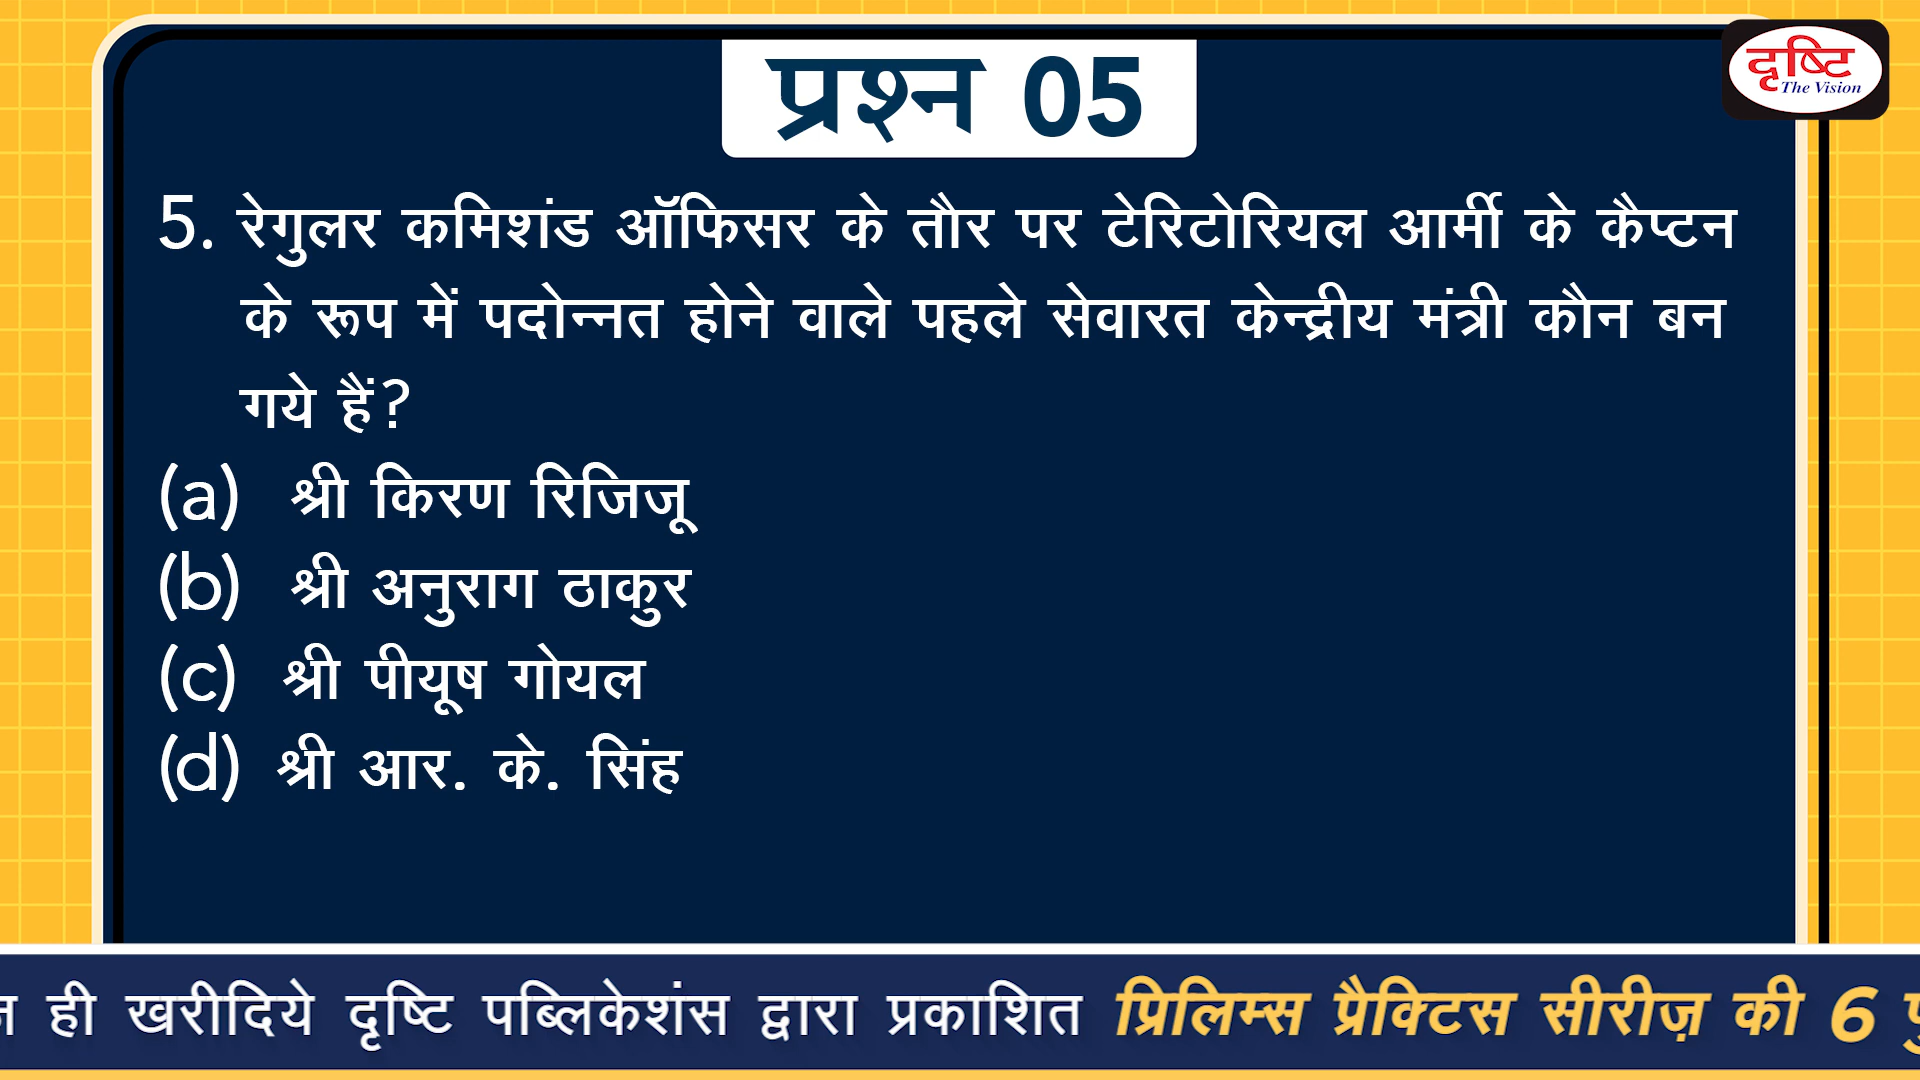 प्रश्न 05
दृष्टि
The Vision
5. रेगुलर कमिशंड ऑफिसर के तौर पर टेरिटोरियल आर्मी के कैप्टन
के रूप में पदोन्नत होने वाले पहले सेवारत केन्द्रीय मंत्री कौन बन
गये हैं?
(a) श्री किरण रिजिजू
(b) श्री अनुराग ठाकुर
(c) श्री पीयूष गोयल
(d) श्री आर. के. सिंह
ही खरीदिये दृष्टि पब्लिकेशंस द्वारा प्रकाशित प्रिलिम्स प्रैक्टिस सीरीज़ की 6